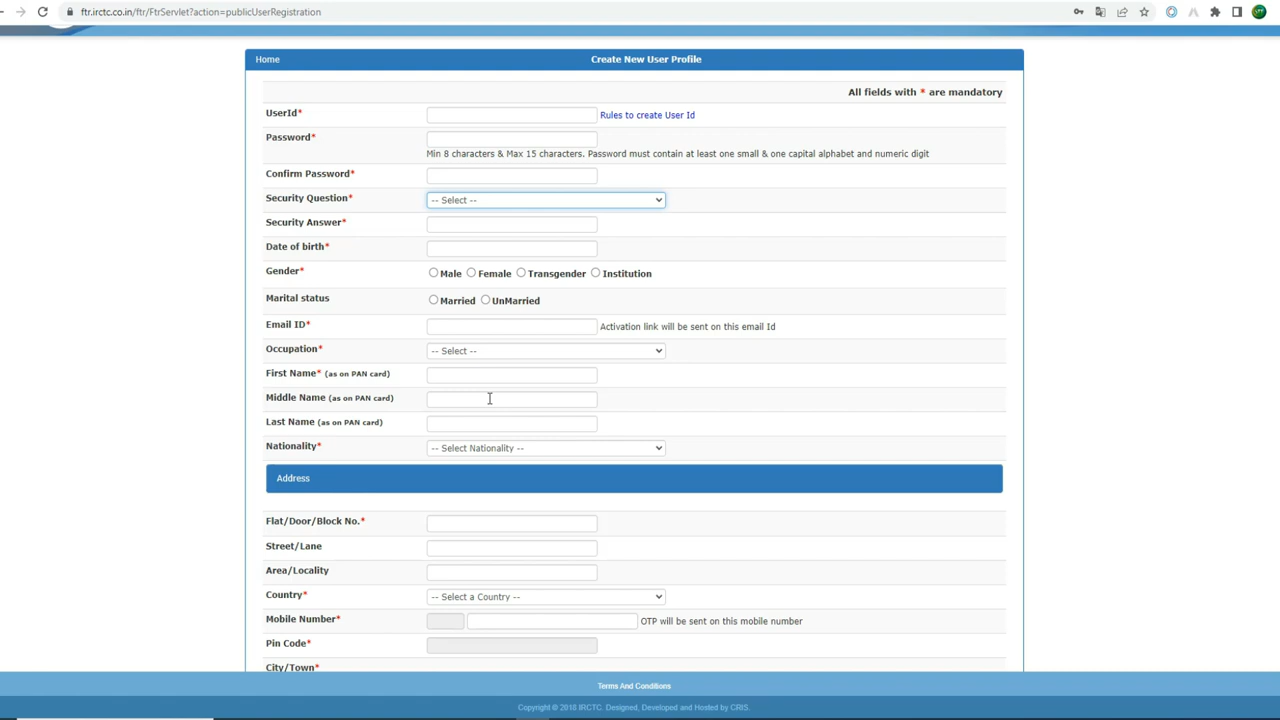 ftr.irctc.co.in/ftr/FtrServlet?action=publicUserRegistration
Home Create New User Profile
All fields with * are mandatory
UserId* Rules to create User Id
Password*
Min 8 characters & Max 15 characters. Password must contain at least one small & one capital alphabet and numeric digit
Confirm Password*
Security Question* -- Select --
Security Answer*
Date of birth*
Gender* Male Female Transgender Institution
Marital status Married UnMarried
Email ID* Activation link will be sent on this email Id
Occupation* -- Select --
First Name* (as on PAN card)
Middle Name (as on PAN card)
Last Name (as on PAN card)
Nationality* -- Select Nationality --
Address
Flat/Door/Block No.*
Street/Lane
Area/Locality
Country* -- Select a Country --
Mobile Number* OTP will be sent on this mobile number
Pin Code*
City/Town*
Terms And Conditions
Copyright © 2018 IRCTC. Designed, Developed and Hosted by CRIS.